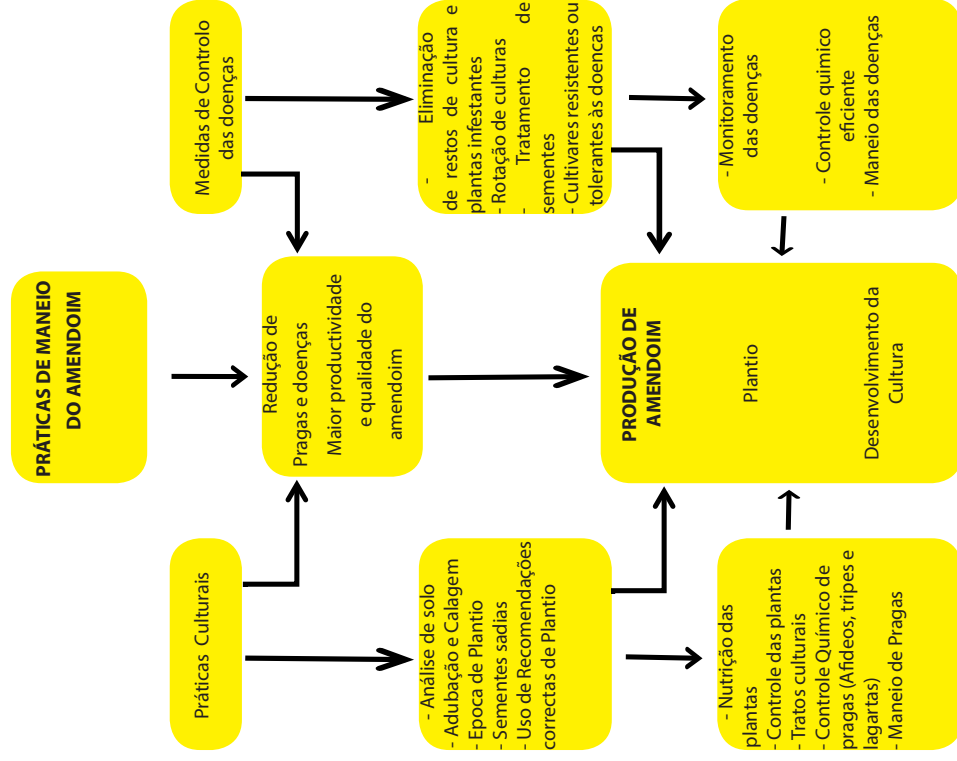 PRÁTICAS DE MANEIO
DO AMENDOIM
Práticas Culturais
Redução de
Pragas e doenças
Maior productividade
e qualidade do
amendoim
Medidas de Controlo
das doenças
- Análise de solo
- Adubação e Calagem
- Epoca de Plantio
- Sementes sadias
- Uso de Recomendações
correctas de Plantio
- Eliminação
de restos de cultura e
plantas infestantes
- Rotação de culturas
- Tratamento de
sementes
- Cultivares resistentes ou
tolerantes às doencas
PRODUÇÃO DE
AMENDOIM
Plantio
Desenvolvimento da
Cultura
- Nutrição das
plantas
- Controle das plantas
- Tratos culturais
- Controle Químico de
pragas (Afideos, tripes e
lagartas)
- Maneio de Pragas
- Monitoramento
das doenças
- Controle quimico
eficiente
- Maneio das doenças